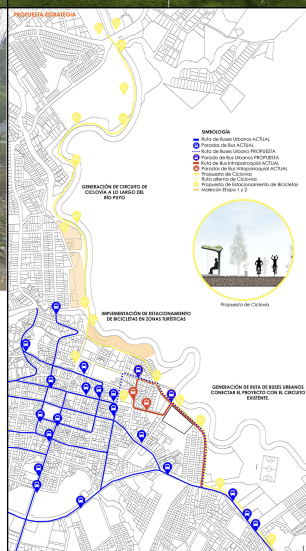 PROPUESTA ESTRATEGIA
SIMBOLOGÍA
Ruta de Buses Urbanos ACTUAL
Paradas de Bus ACTUAL
Ruta de Buses Urbano PROPUESTA
Parada de Bus Urbanos PROPUESTA
Ruta de Bus Intraparroquial ACTUAL
Paradas de Bus Intraparroquial ACTUAL
Propuesta de Ciclovías
Ruta alterna de Ciclovías
Propuesta de Estacionamiento de Bicicletas
Malecón Etapa 1 y 2
GENERACIÓN DE CIRCUITO DE
CICLOVÍA A LO LARGO DEL
RÍO PUYO
Propuesta de Ciclovía
IMPLEMENTACIÓN DE ESTACIONAMIENTO
DE BICICLETAS EN ZONAS TURÍSTICAS
GENERACIÓN DE RUTA DE BUSES URBANOS
CONECTAR EL PROYECTO CON EL CIRCUITO
EXISTENTE.